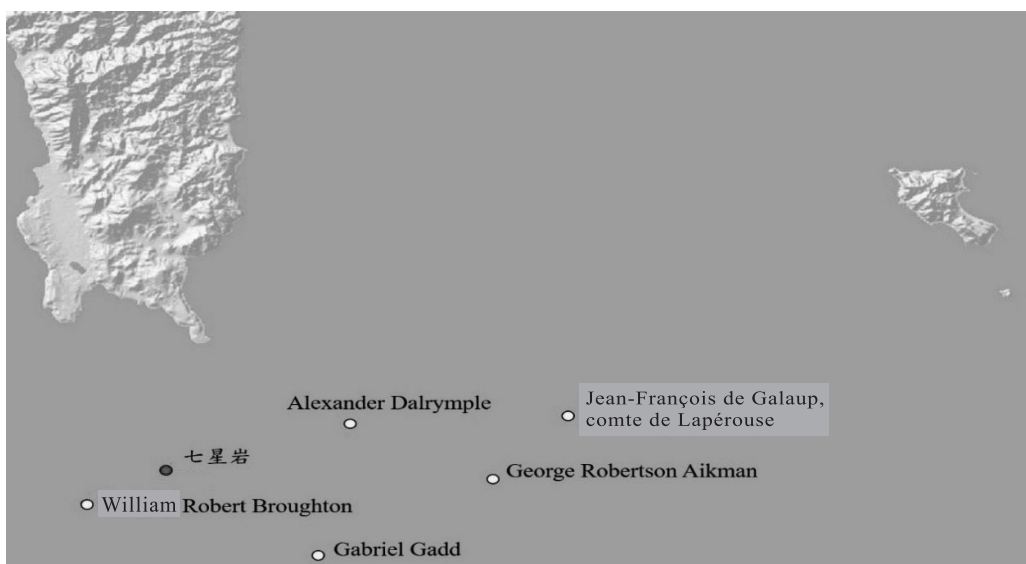 Jean-François de Galaup,
comte de Lapérouse
Alexander Dalrymple
七星岩
George Robertson Aikman
William Robert Broughton
Gabriel Gadd